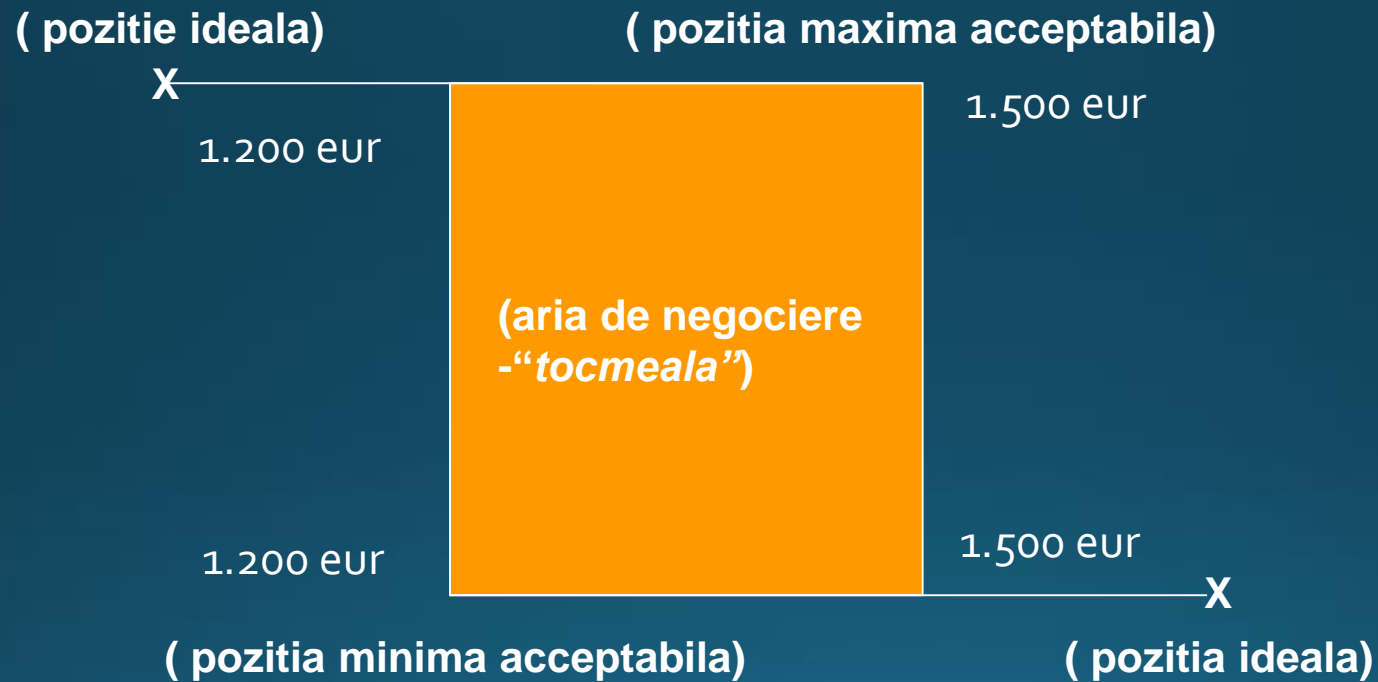 ( pozitie ideala)
( pozitia maxima acceptabila)
X
1.500 eur
1.200 eur
(aria de negociere
-“tocmeala”)
1.200 eur
1.500 eur
X
( pozitia minima acceptabila)
( pozitia ideala)